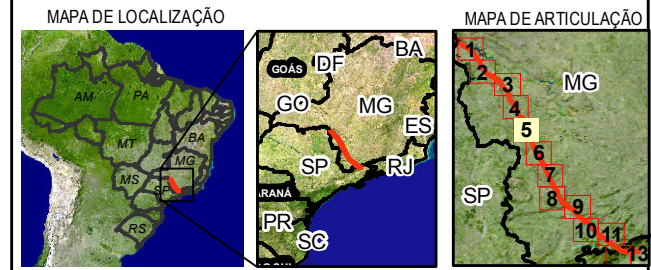 MAPA DE LOCALIZAÇÃO
AM
PA
MT
BA
MG
MS
SP
RS
GOÁS
DF
BA
GO
MG
ES
SP
RJ
ARANÁ
PR
SC
MAPA DE ARTICULAÇÃO
1
2
3
MG
4
5
6
7
SP
8
9
10
11
13